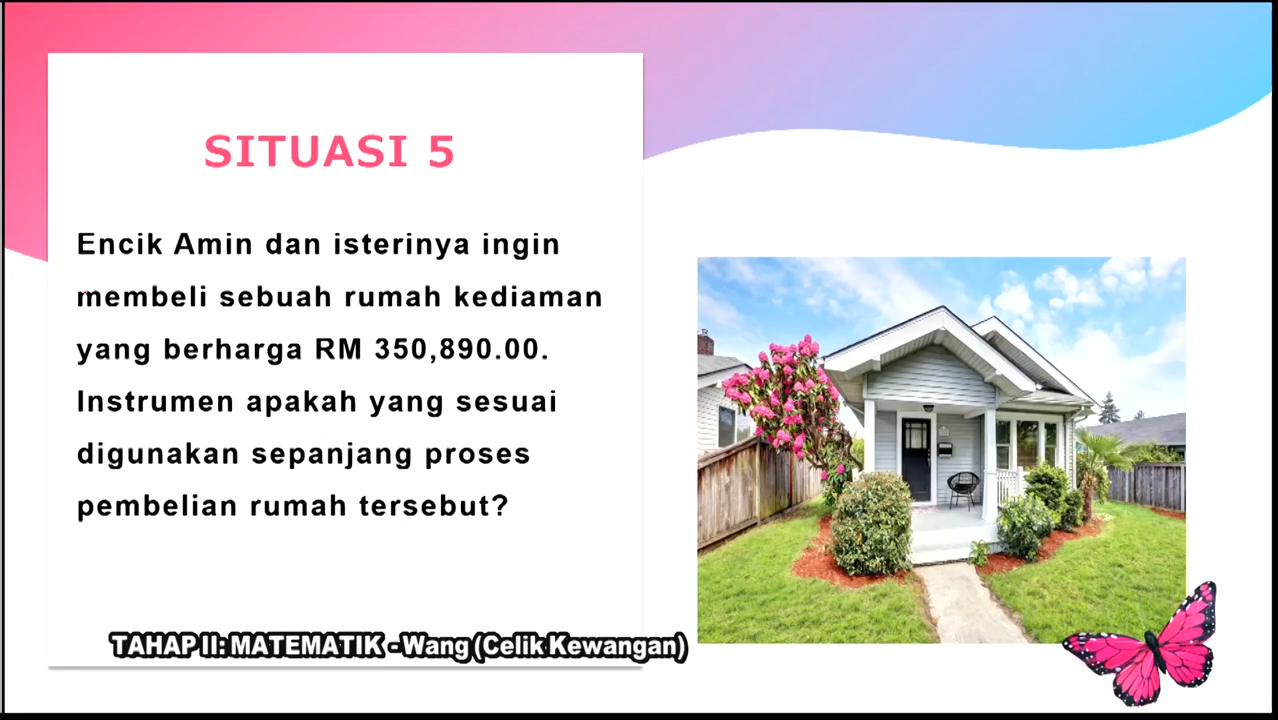 SITUASI 5
Encik Amin dan isterinya ingin
membeli sebuah rumah kediaman
yang berharga RM 350,890.00.
Instrumen apakah yang sesuai
digunakan sepanjang proses
pembelian rumah tersebut?
TAHAP II: MATEMATIK - Wang (Celik Kewangan)